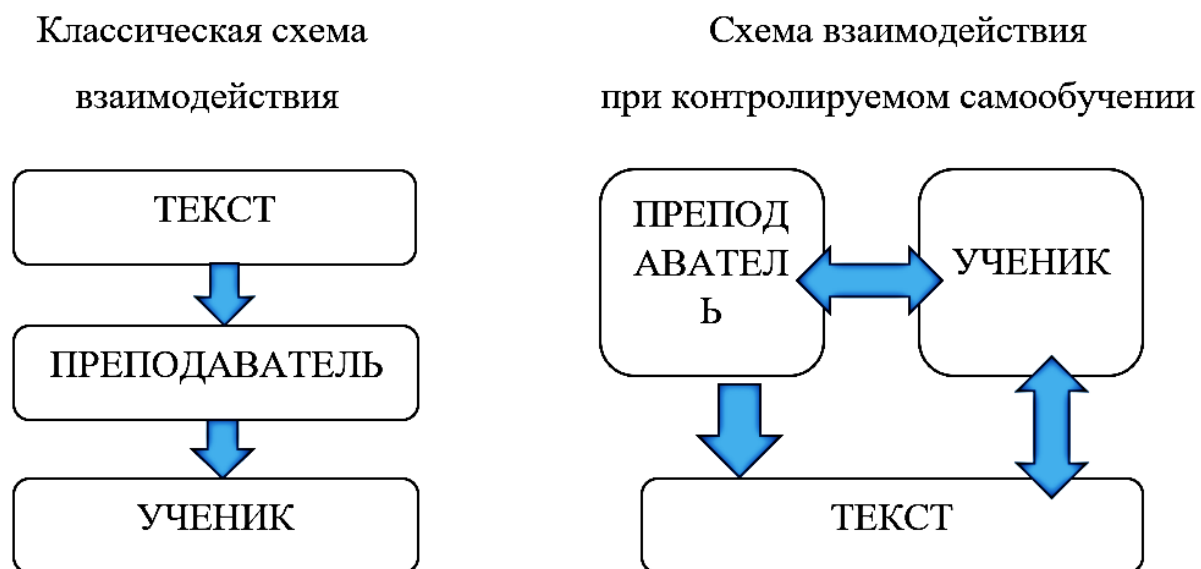 Классическая схема
взаимодействия
ТЕКСТ
ПРЕПОДАВАТЕЛЬ
УЧЕНИК
Схема взаимодействия
при контролируемом самообучении
ПРЕПОД
АВАТЕЛ
Ь
УЧЕНИК
ТЕКСТ